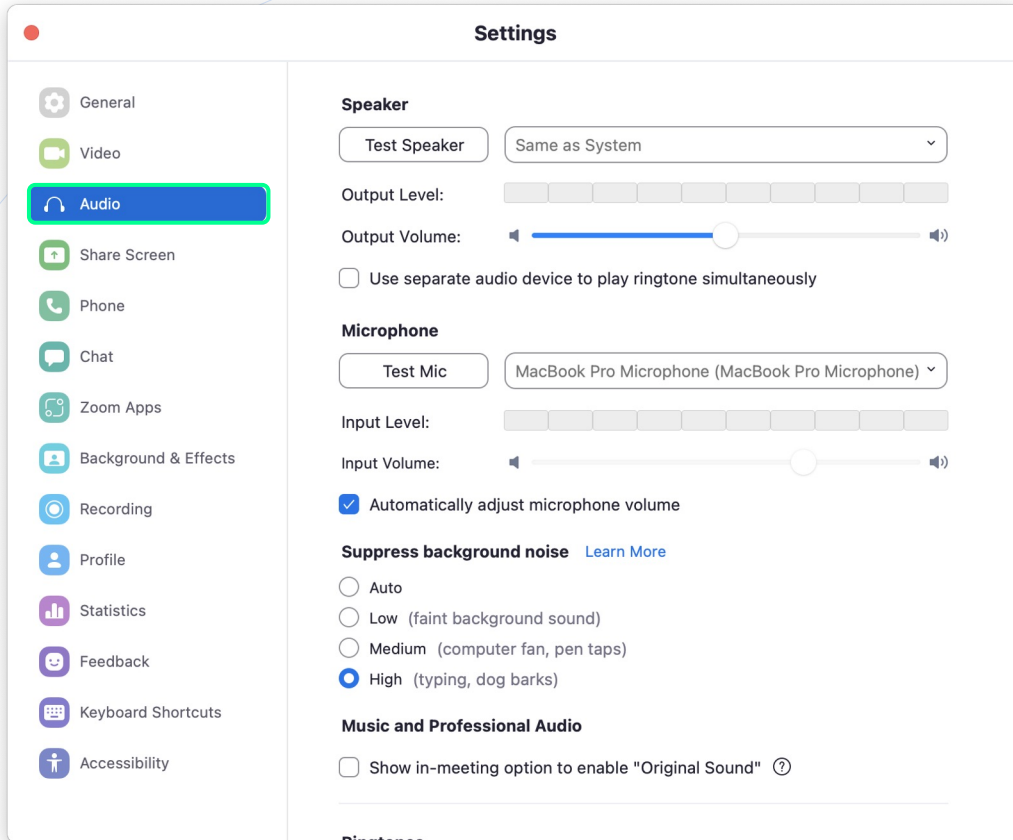 Settings
General
Video
Audio
Share Screen
Phone
Chat
Zoom Apps
Background & Effects
Recording
Profile
Statistics
Feedback
Keyboard Shortcuts
Accessibility
Speaker
Test Speaker Same as System
Output Level:
Output Volume:
Use separate audio device to play ringtone simultaneously
Microphone
Test Mic MacBook Pro Microphone (MacBook Pro Microphone)
Input Level:
Input Volume:
Automatically adjust microphone volume
Suppress background noise Learn More
Auto
Low (faint background sound)
Medium (computer fan, pen taps)
High (typing, dog barks)
Music and Professional Audio
Show in-meeting option to enable "Original Sound" ?